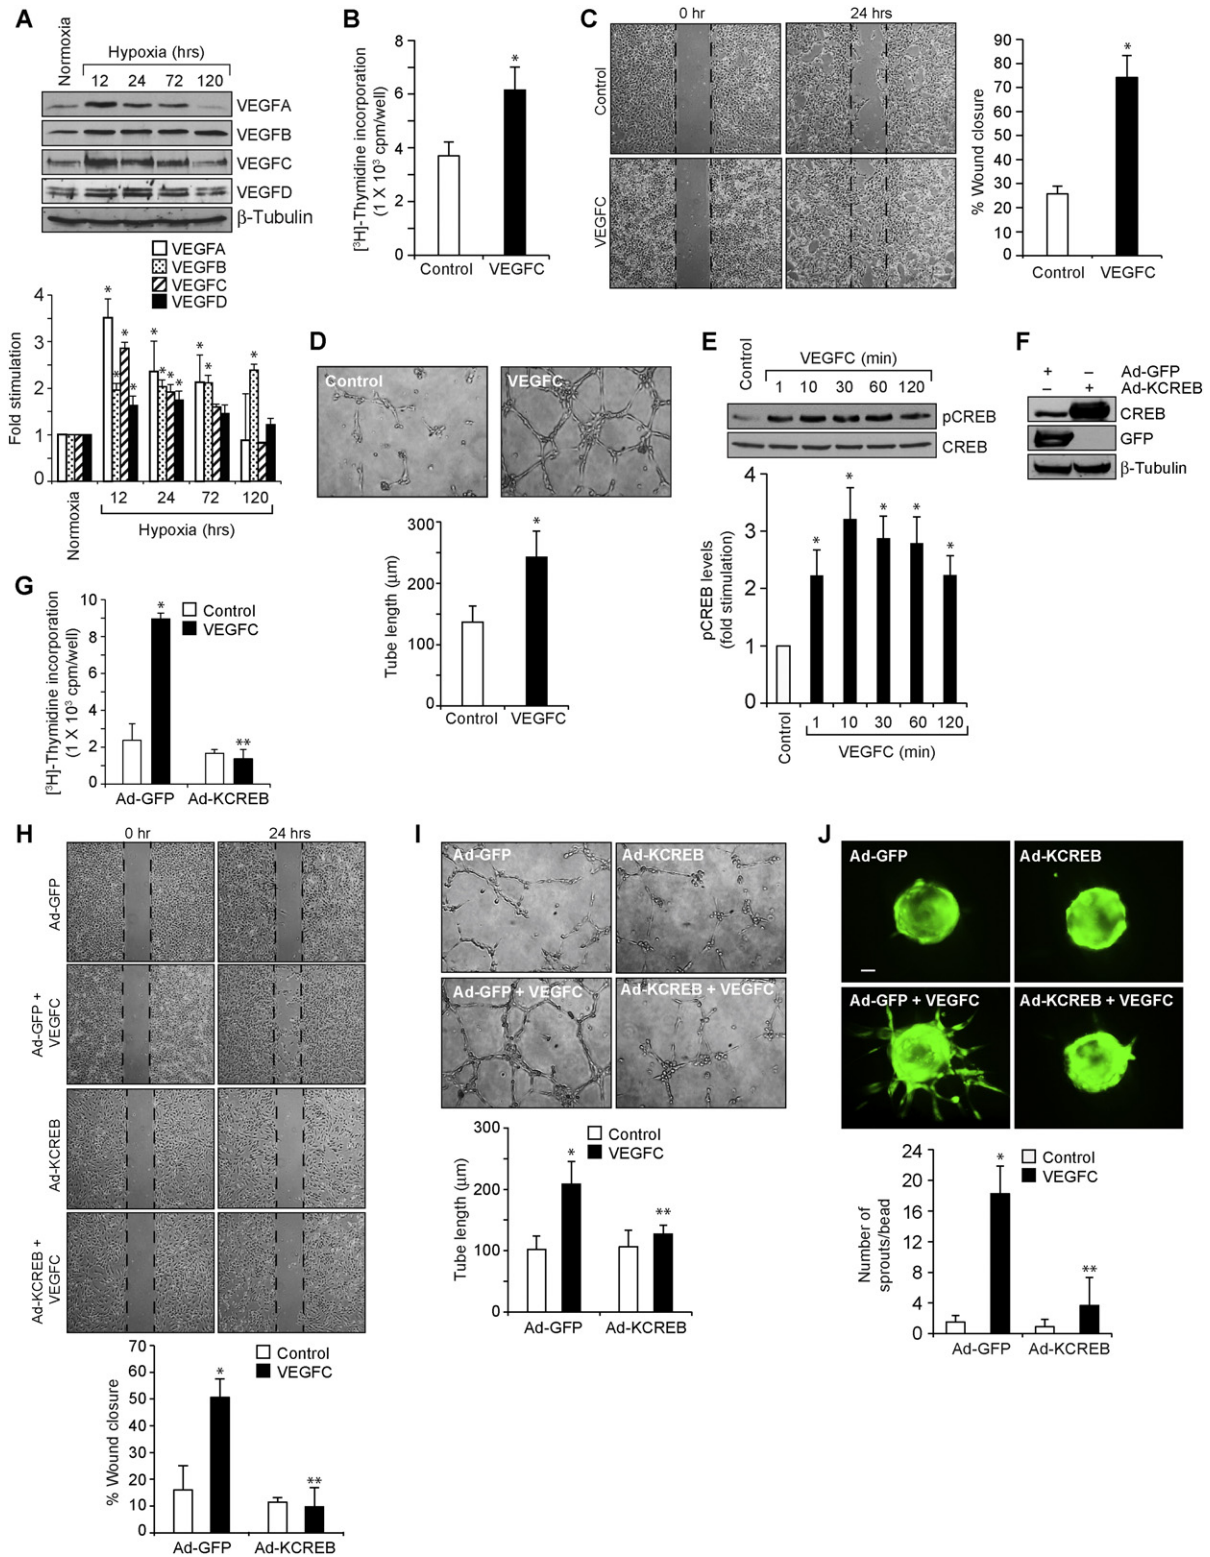 A
Normoxia
Hypoxia (hrs)
12 24 72 120
VEGFA
VEGFB
VEGFC
VEGFD
β-Tubulin
VEGFA
VEGFB
VEGFC
VEGFD
Fold stimulation
4
3
2
1
0
* * * * * * * * * * *
Normoxia
12 24 72 120
Hypoxia (hrs)
B
[³H]-Thymidine incorporation
(1 X 10³ cpm/well)
8
6
4
2
0
*
Control VEGFC
C
0 hr 24 hrs
Control
VEGFC
% Wound closure
90
80
70
60
50
40
30
20
10
0
*
Control VEGFC
D
Control VEGFC
Tube length (μm)
300
200
100
0
*
Control VEGFC
E
Control
VEGFC (min)
1 10 30 60 120
pCREB
CREB
pCREB levels
(fold stimulation)
4
3
2
1
0
* * * * *
Control
1 10 30 60 120
VEGFC (min)
F
+ – Ad-GFP
– + Ad-KCREB
CREB
GFP
β-Tubulin
G
[³H]-Thymidine incorporation
(1 X 10³ cpm/well)
10
8
6
4
2
0
Control
VEGFC
* **
Ad-GFP Ad-KCREB
H
0 hr 24 hrs
Ad-GFP
Ad-GFP +
VEGFC
Ad-KCREB
Ad-KCREB +
VEGFC
% Wound closure
70
60
50
40
30
20
10
0
Control
VEGFC
* **
Ad-GFP Ad-KCREB
I
Ad-GFP Ad-KCREB
Ad-GFP + VEGFC Ad-KCREB + VEGFC
Tube length (μm)
300
200
100
0
Control
VEGFC
* **
Ad-GFP Ad-KCREB
J
Ad-GFP Ad-KCREB
Ad-GFP + VEGFC Ad-KCREB + VEGFC
Number of
sprouts/bead
24
20
16
12
8
4
0
Control
VEGFC
* **
Ad-GFP Ad-KCREB